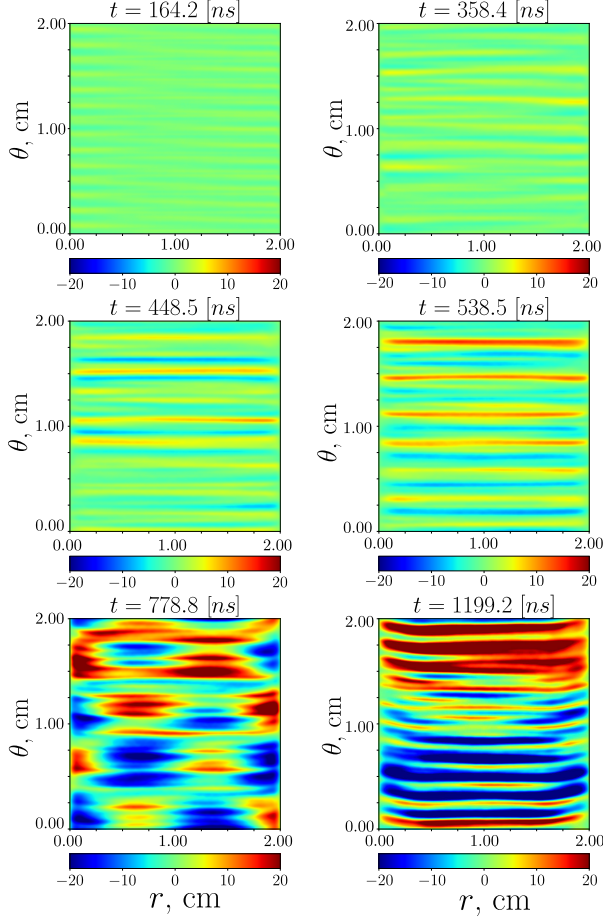 t = 164.2 [ns] t = 358.4 [ns]
2.00 2.00
θ, cm θ, cm
1.00 1.00
0.00 0.00
0.00 1.00 2.00 0.00 1.00 2.00
−20 −10 0 10 20 −20 −10 0 10 20
t = 448.5 [ns] t = 538.5 [ns]
2.00 2.00
θ, cm θ, cm
1.00 1.00
0.00 0.00
0.00 1.00 2.00 0.00 1.00 2.00
−20 −10 0 10 20 −20 −10 0 10 20
t = 778.8 [ns] t = 1199.2 [ns]
2.00 2.00
θ, cm θ, cm
1.00 1.00
0.00 0.00
0.00 1.00 2.00 0.00 1.00 2.00
−20 −10 0 10 20 −20 −10 0 10 20
r, cm r, cm